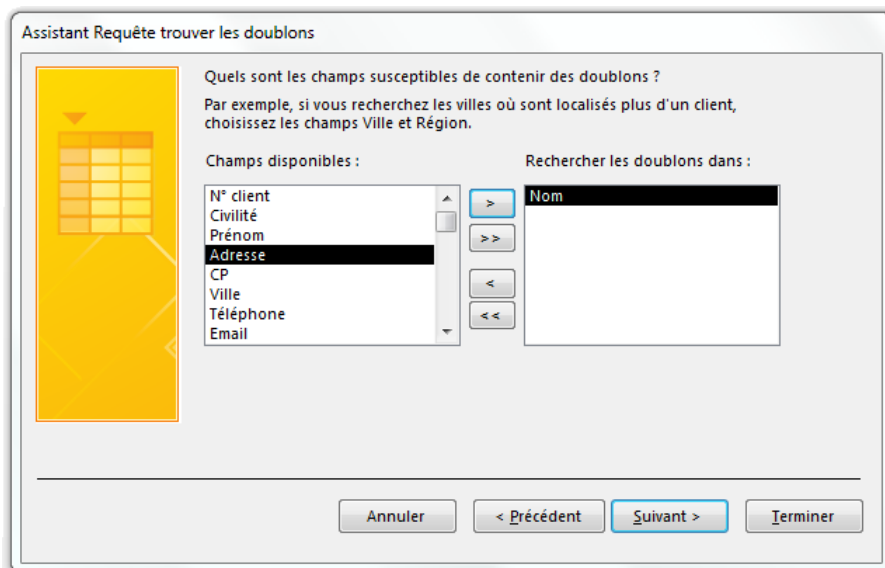 Assistant Requête trouver les doublons
Quels sont les champs susceptibles de contenir des doublons ?
Par exemple, si vous recherchez les villes où sont localisés plus d'un client,
choisissez les champs Ville et Région.
Champs disponibles :
N° client
Civilité
Prénom
Adresse
CP
Ville
Téléphone
Email
>
>>
<
<<
Rechercher les doublons dans :
Nom
Annuler
< Précédent
Suivant >
Terminer